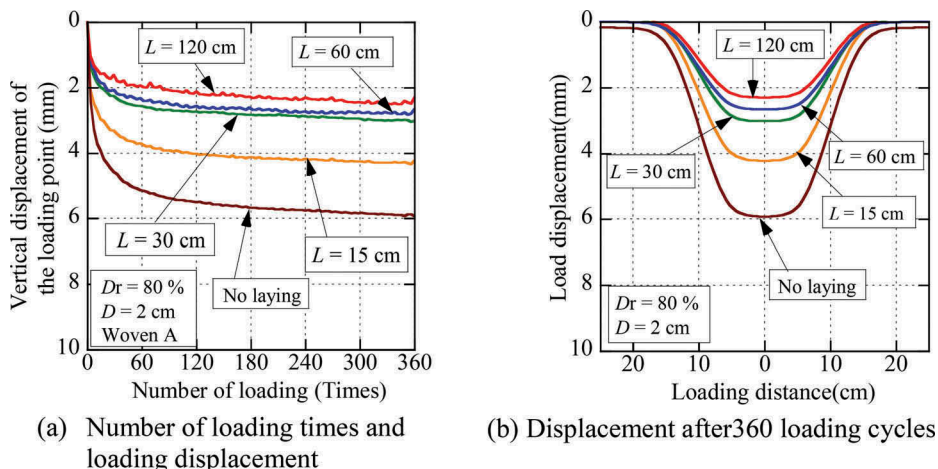 0
2
4
6
8
10
Vertical displacement of
the loading point (mm)
L = 120 cm
L = 60 cm
L = 30 cm
L = 15 cm
No laying
Dr = 80 %
D = 2 cm
Woven A
0 60 120 180 240 300 360
Number of loading (Times)
(a) Number of loading times and
loading displacement
0
2
4
6
8
10
Load displacement(mm)
L = 120 cm
L = 60 cm
L = 30 cm
L = 15 cm
No laying
Dr = 80 %
D = 2 cm
20 10 0 10 20
Loading distance(cm)
(b) Displacement after360 loading cycles